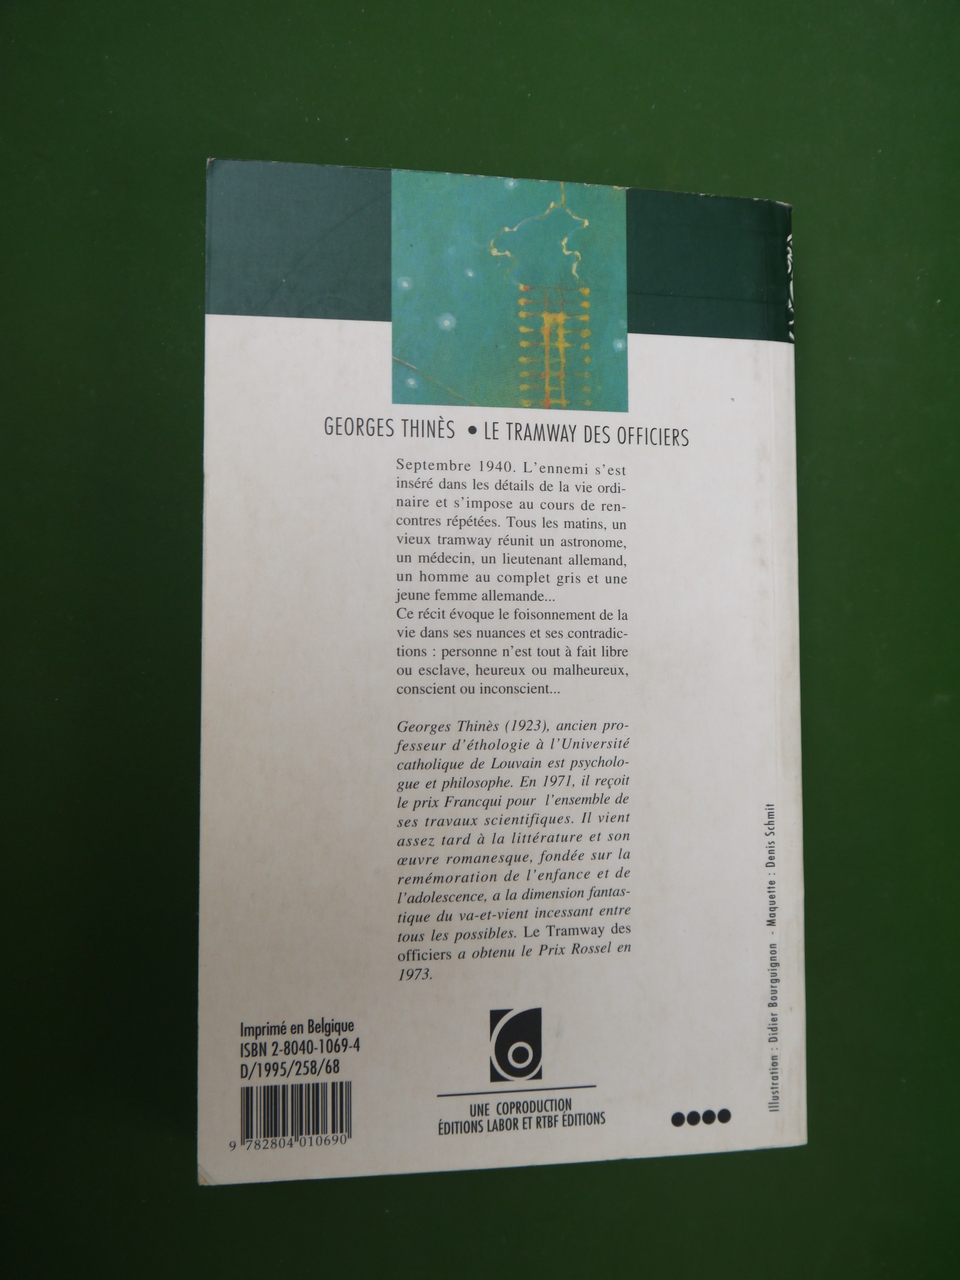 GEORGES THINÈS • LE TRAMWAY DES OFFICIERS
Septembre 1940. L'ennemi s'est
inséré dans les détails de la vie ordi-
naire et s'impose au cours de ren-
contres répétées. Tous les matins, un
vieux tramway réunit un astronome,
un médecin, un lieutenant allemand,
un homme au complet gris et une
jeune femme allemande...
Ce récit évoque le foisonnement de la
vie dans ses nuances et ses contradic-
tions : personne n'est tout à fait libre
ou esclave, heureux ou malheureux,
conscient ou inconscient...
Georges Thinès (1923), ancien pro-
fesseur d'éthologie à l'Université
catholique de Louvain est psycholo-
gue et philosophe. En 1971, il reçoit
le prix Francqui pour l'ensemble de
ses travaux scientifiques. Il vient
assez tard à la littérature et son
œuvre romanesque, fondée sur la
remémoration de l'enfance et de
l'adolescence, a la dimension fantas-
tique du va-et-vient incessant entre
tous les possibles. Le Tramway des
officiers a obtenu le Prix Rossel en
1973.
Imprimé en Belgique
ISBN 2-8040-1069-4
D/1995/258/68
9 782804 010690
UNE COPRODUCTION
ÉDITIONS LABOR ET RTBF ÉDITIONS
Illustration : Didier Bourguignon - Maquette : Denis Schmit